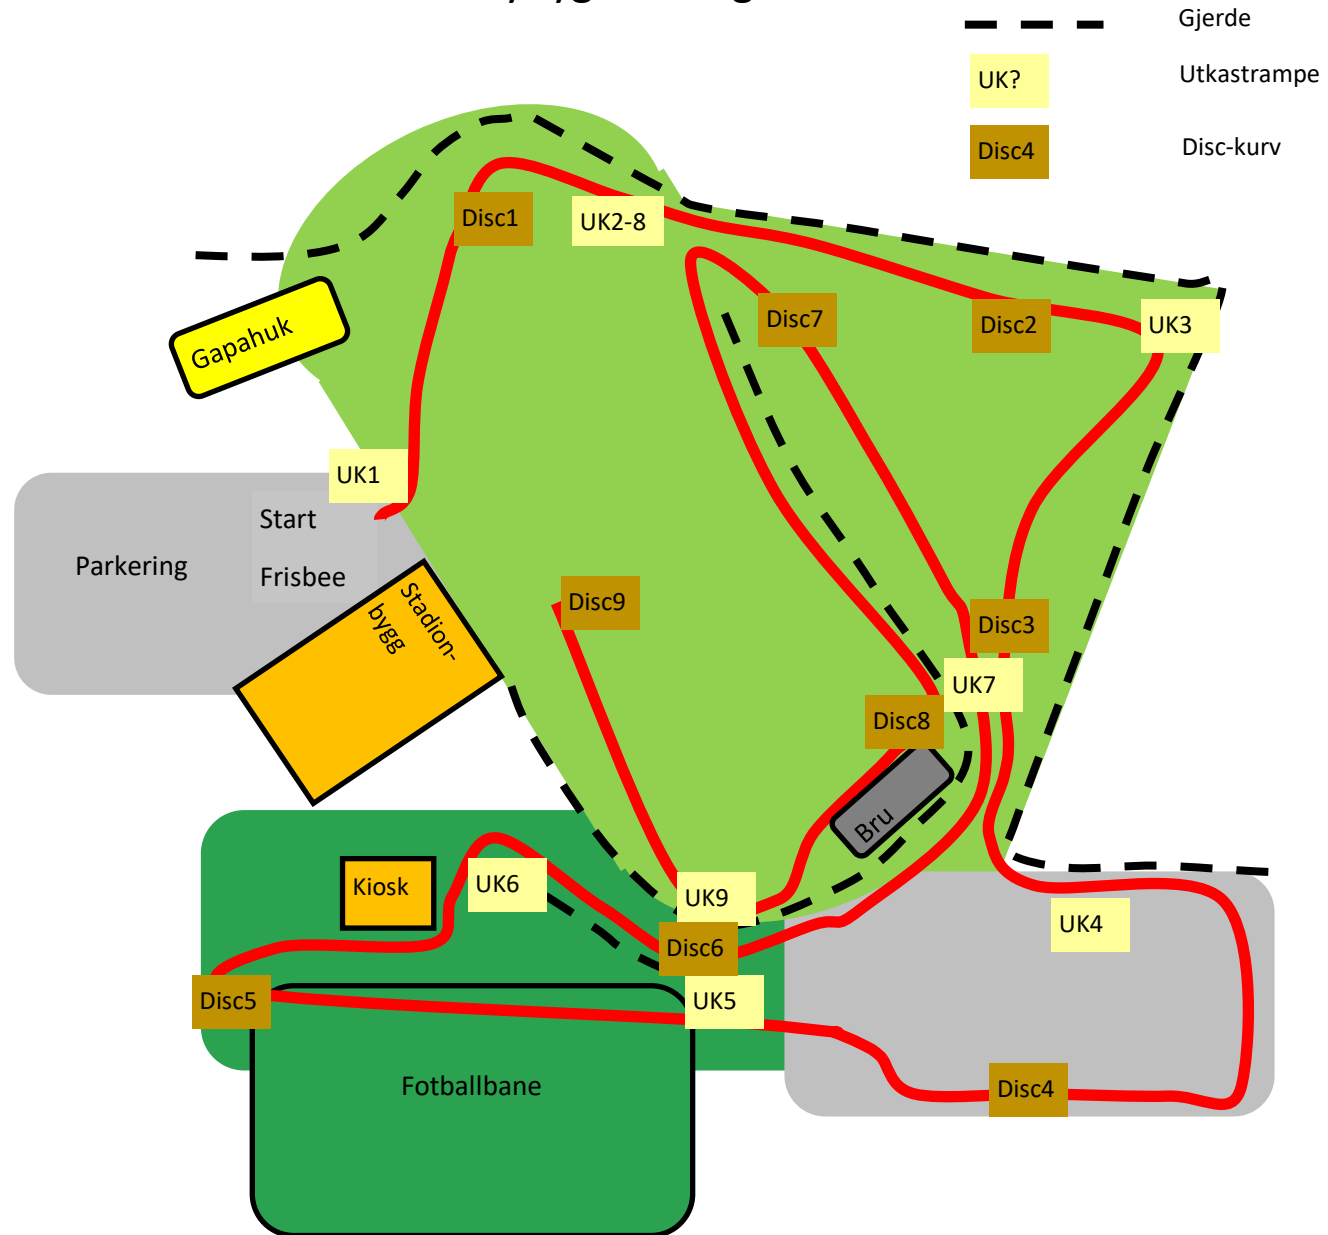 Gjerde
UK?
Utkastrampe
Disc4
Disc-kurv
Disc1
UK2-8
Disc7
Disc2
UK3
Gapahuk
UK1
Start
Frisbee
Parkering
Stadion-
bygg
Disc9
Disc3
UK7
Disc8
Bru
Kiosk
UK6
UK9
UK4
Disc6
Disc5
UK5
Fotballbane
Disc4